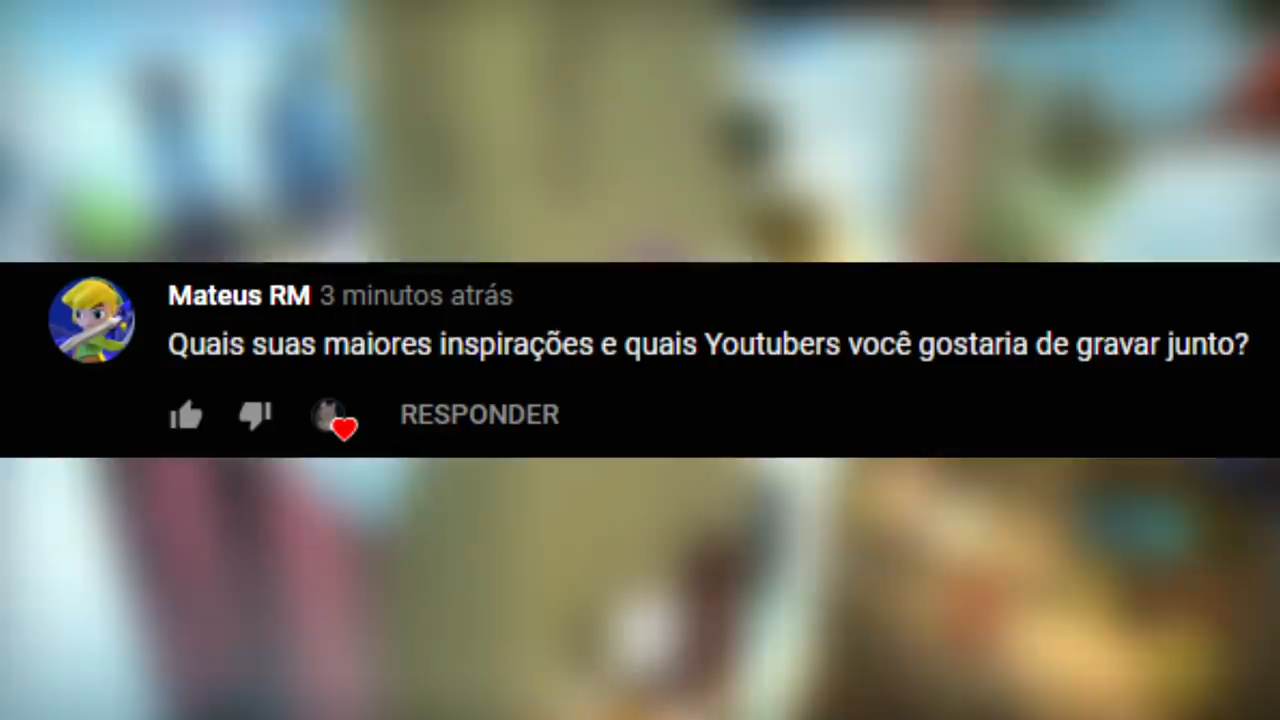 Mateus RM 3 minutos atrás
Quais suas maiores inspirações e quais Youtubers você gostaria de gravar junto?
RESPONDER